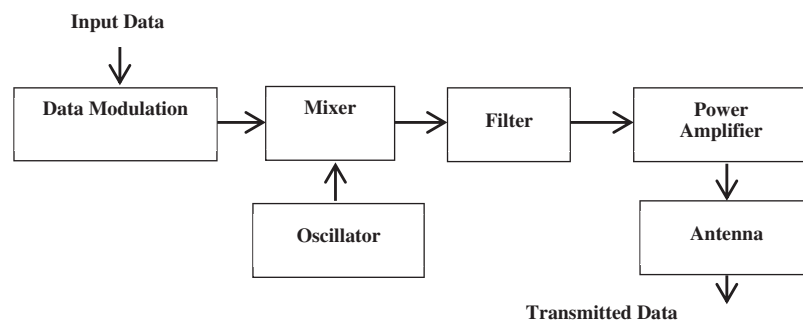 Input Data
Data Modulation
Mixer
Filter
Power
Amplifier
Oscillator
Antenna
Transmitted Data